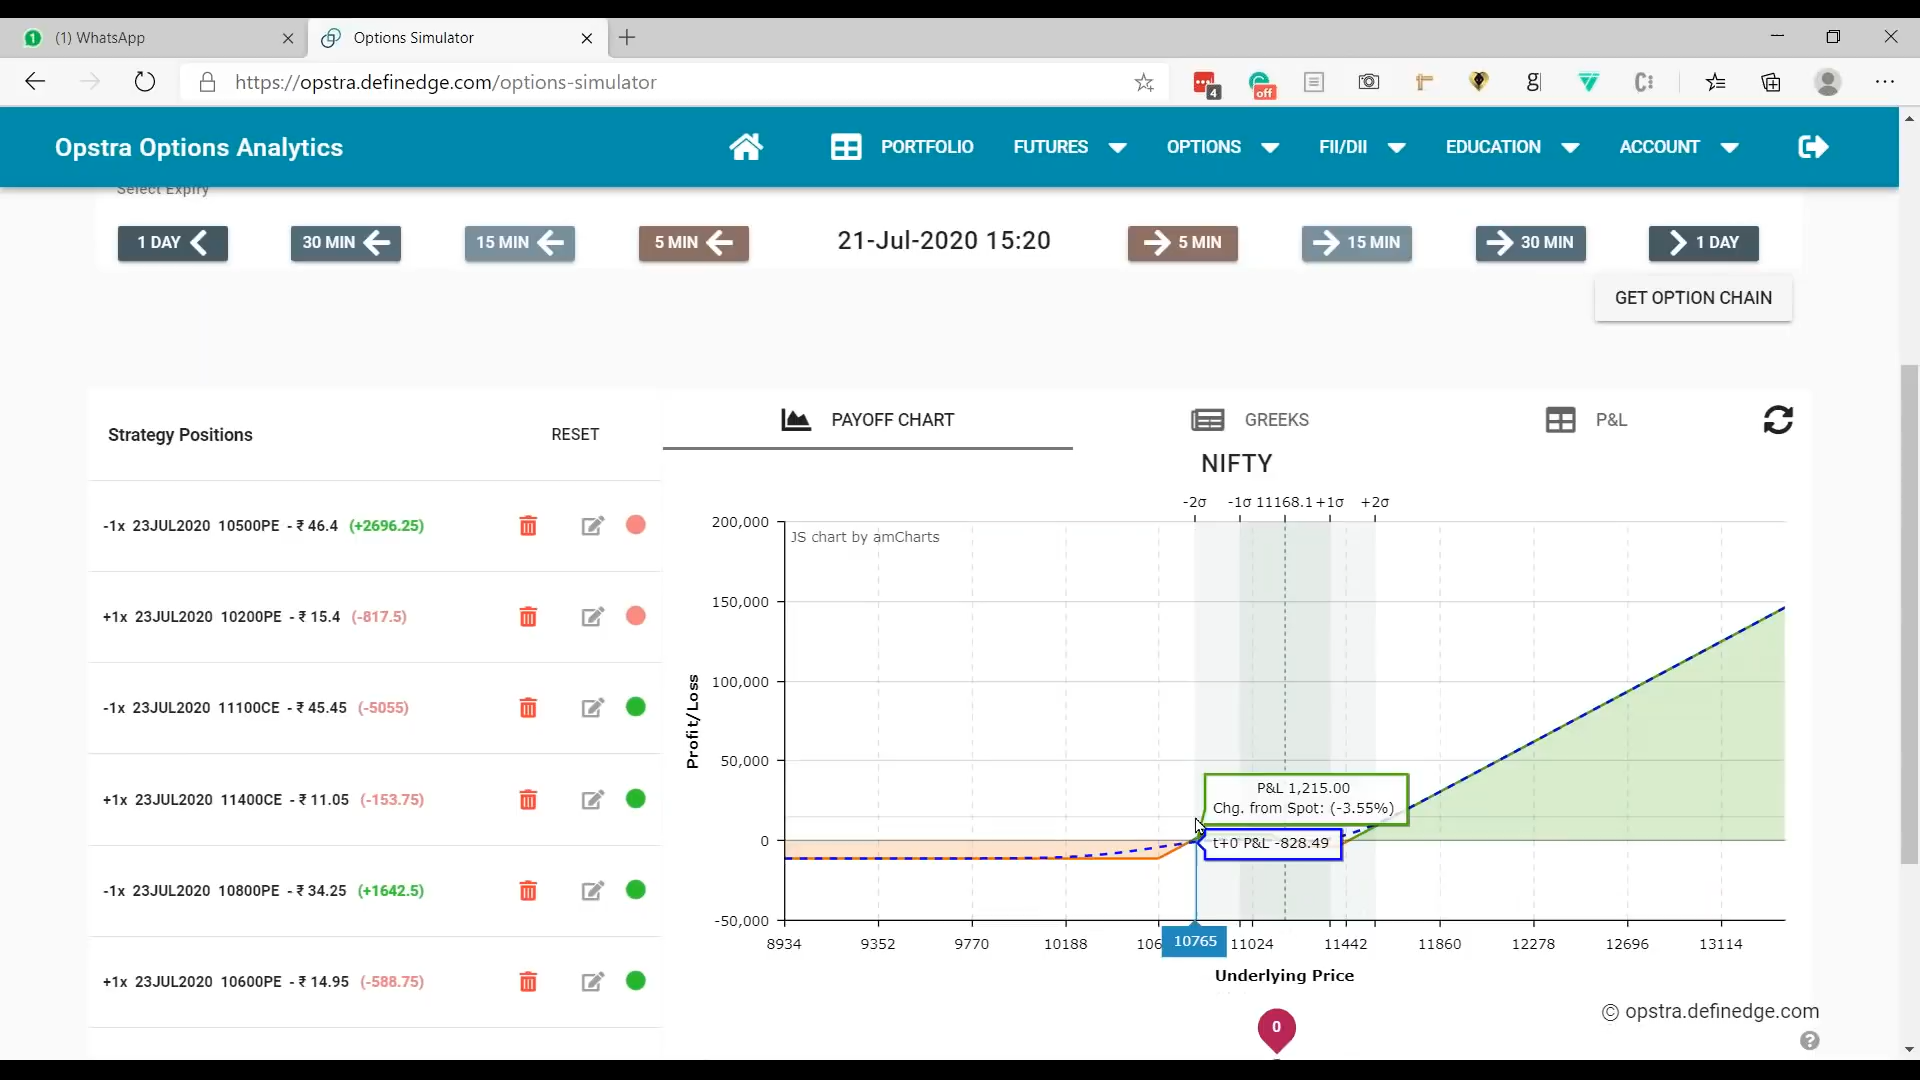 (1) WhatsApp
Options Simulator
https://opstra.definedge.com/options-simulator
4
off
g
Opstra Options Analytics
PORTFOLIO
FUTURES
OPTIONS
FII/DII
EDUCATION
ACCOUNT
Select Expiry
1 DAY
30 MIN
15 MIN
5 MIN
21-Jul-2020 15:20
5 MIN
15 MIN
30 MIN
1 DAY
GET OPTION CHAIN
Strategy Positions
RESET
PAYOFF CHART
GREEKS
P&L
-1x 23JUL2020 10500PE - ₹ 46.4 (+2696.25)
+1x 23JUL2020 10200PE - ₹ 15.4 (-817.5)
-1x 23JUL2020 11100CE - ₹ 45.45 (-5055)
+1x 23JUL2020 11400CE - ₹ 11.05 (-153.75)
-1x 23JUL2020 10800PE - ₹ 34.25 (+1642.5)
+1x 23JUL2020 10600PE - ₹ 14.95 (-588.75)
NIFTY
-2σ -1σ 11168.1 +1σ +2σ
JS chart by amCharts
200,000
150,000
100,000
50,000
0
-50,000
Profit/Loss
P&L 1,215.00
Chg. from Spot: (-3.55%)
t+0 P&L -828.49
8934 9352 9770 10188 10765 11024 11442 11860 12278 12696 13114
Underlying Price
0
© opstra.definedge.com
?